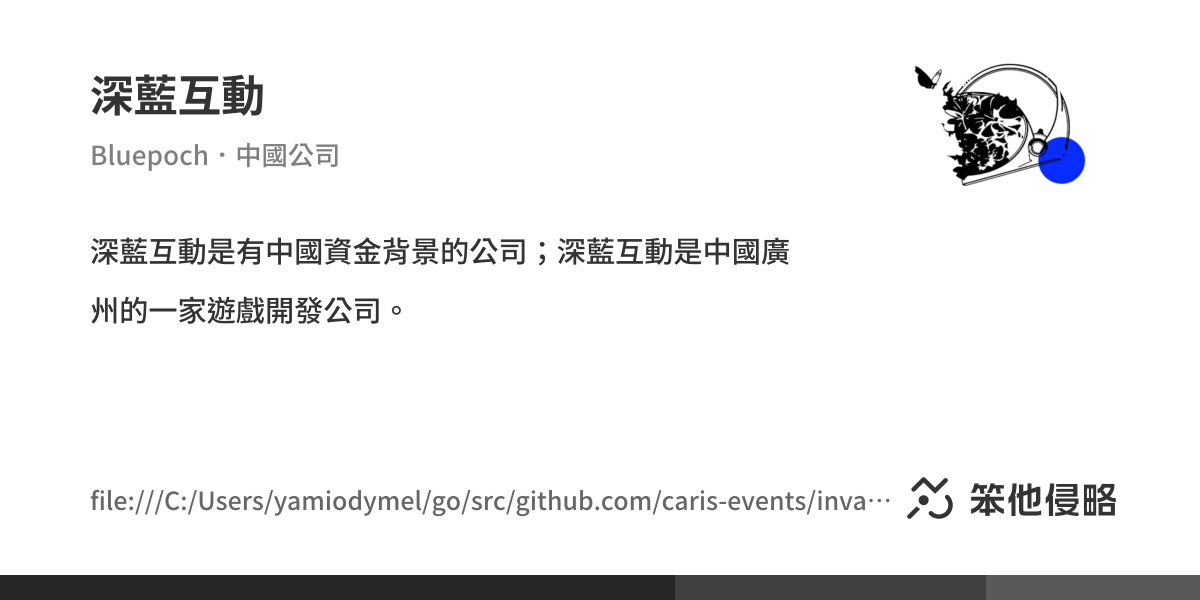 深藍互動
Bluepoch・中國公司
深藍互動是有中國資金背景的公司；深藍互動是中國廣
州的一家遊戲開發公司。
file:///C:/Users/yamiodymel/go/src/github.com/caris-events/inva…
笨他侵略